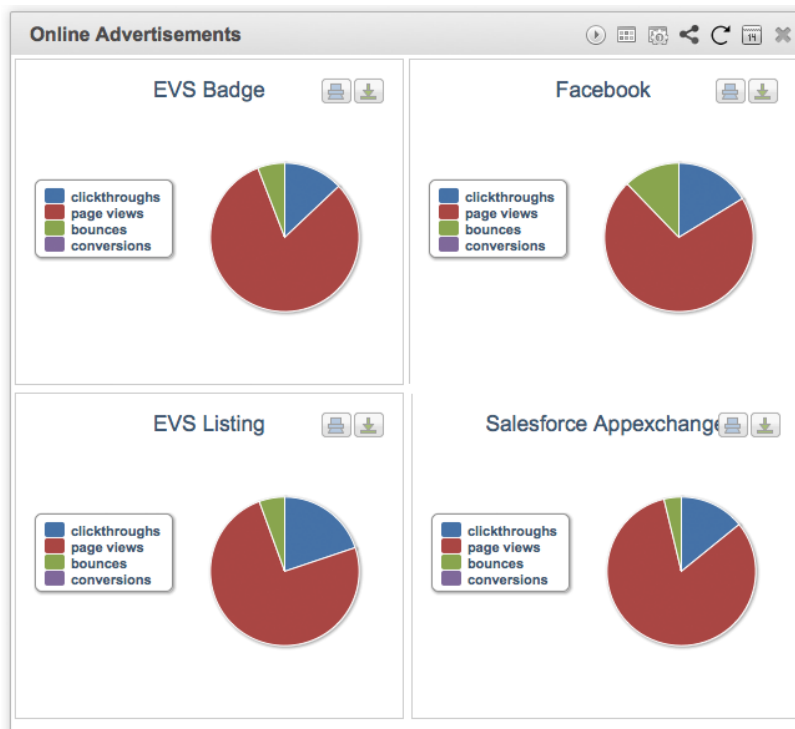 Online Advertisements
14
EVS Badge
clickthroughs
page views
bounces
conversions
Facebook
clickthroughs
page views
bounces
conversions
EVS Listing
clickthroughs
page views
bounces
conversions
Salesforce Appexchange
clickthroughs
page views
bounces
conversions